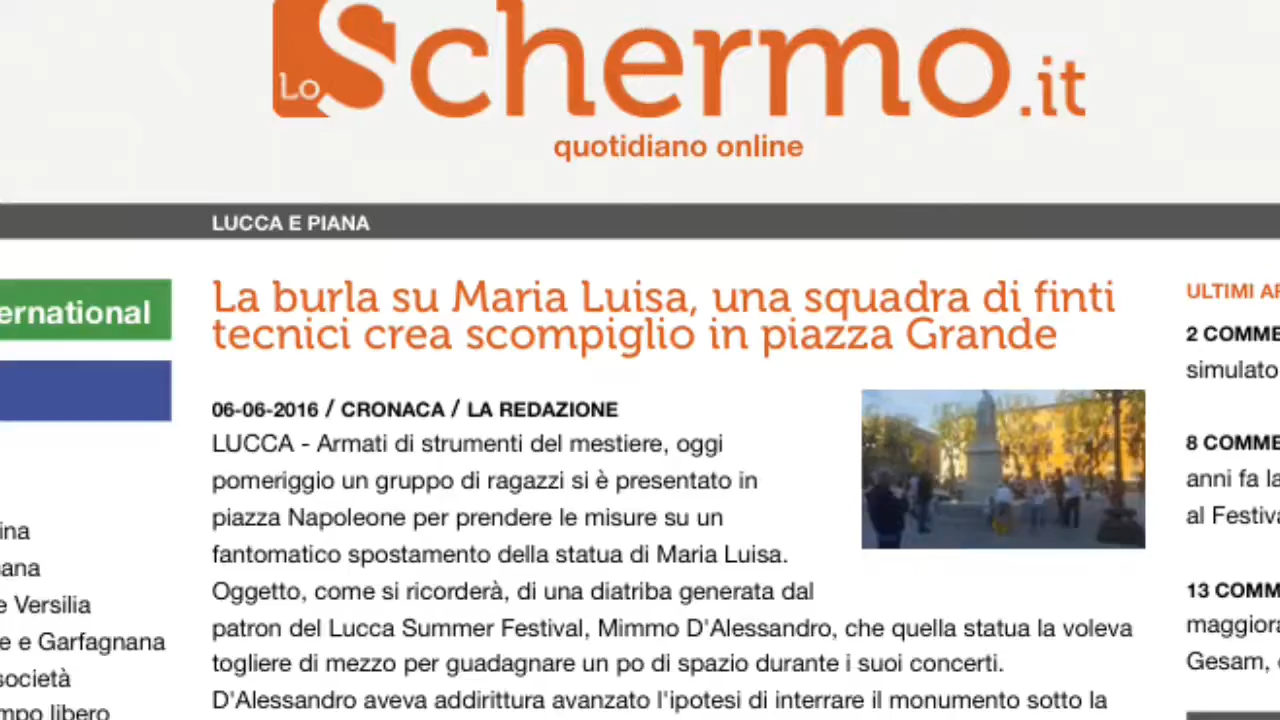 Lo Schermo.it
quotidiano online
LUCCA E PIANA
ernational
La burla su Maria Luisa, una squadra di finti
tecnici crea scompiglio in piazza Grande
06-06-2016 / CRONACA / LA REDAZIONE
LUCCA - Armati di strumenti del mestiere, oggi
pomeriggio un gruppo di ragazzi si è presentato in
piazza Napoleone per prendere le misure su un
fantomatico spostamento della statua di Maria Luisa.
Oggetto, come si ricorderà, di una diatriba generata dal
patron del Lucca Summer Festival, Mimmo D'Alessandro, che quella statua la voleva
togliere di mezzo per guadagnare un po di spazio durante i suoi concerti.
D'Alessandro aveva addirittura avanzato l'ipotesi di interrare il monumento sotto la
ina
ana
e Versilia
e e Garfagnana
società
mpo libero
ULTIMI AR
2 COMME
simulato
8 COMME
anni fa la
al Festiva
13 COMM
maggiora
Gesam,